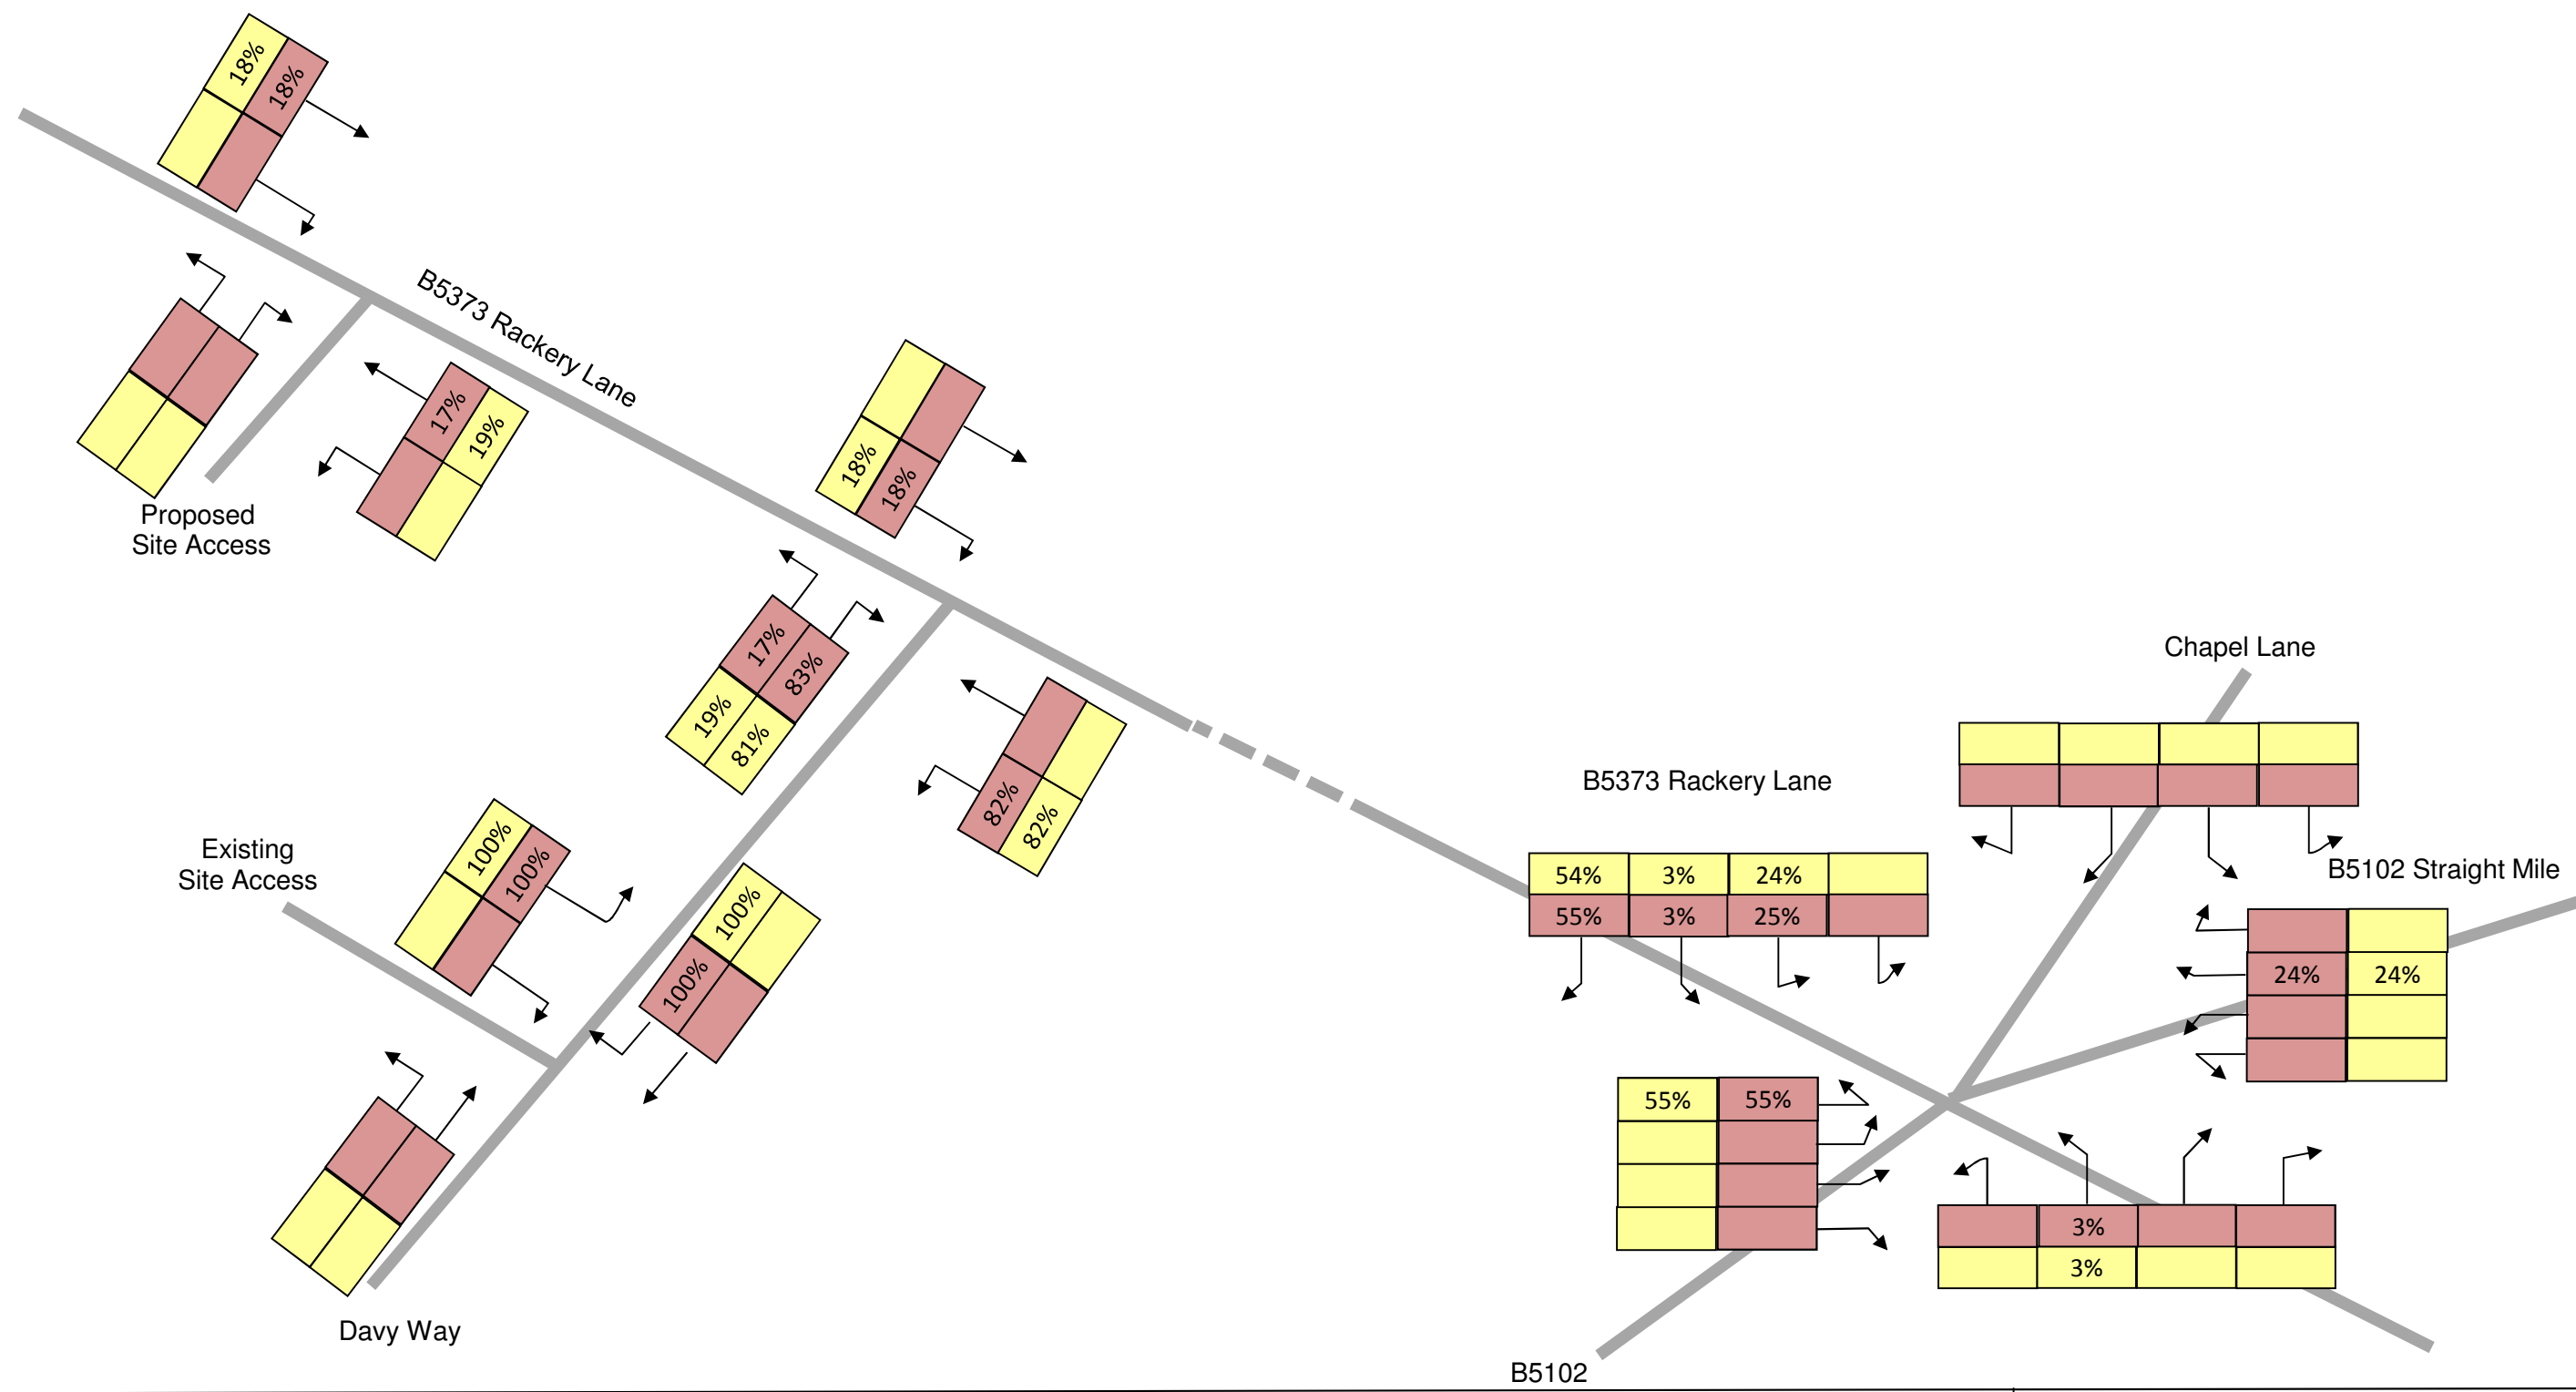 18%
18%
B5373 Rackery Lane
17%
19%
Proposed
Site Access
18%
18%
17%
83%
19%
81%
82%
82%
Existing
Site Access
100%
100%
100%
100%
Davy Way
Chapel Lane
B5373 Rackery Lane
54% 3% 24%
55% 3% 25%
B5102 Straight Mile
24% 24%
55% 55%
3%
3%
B5102